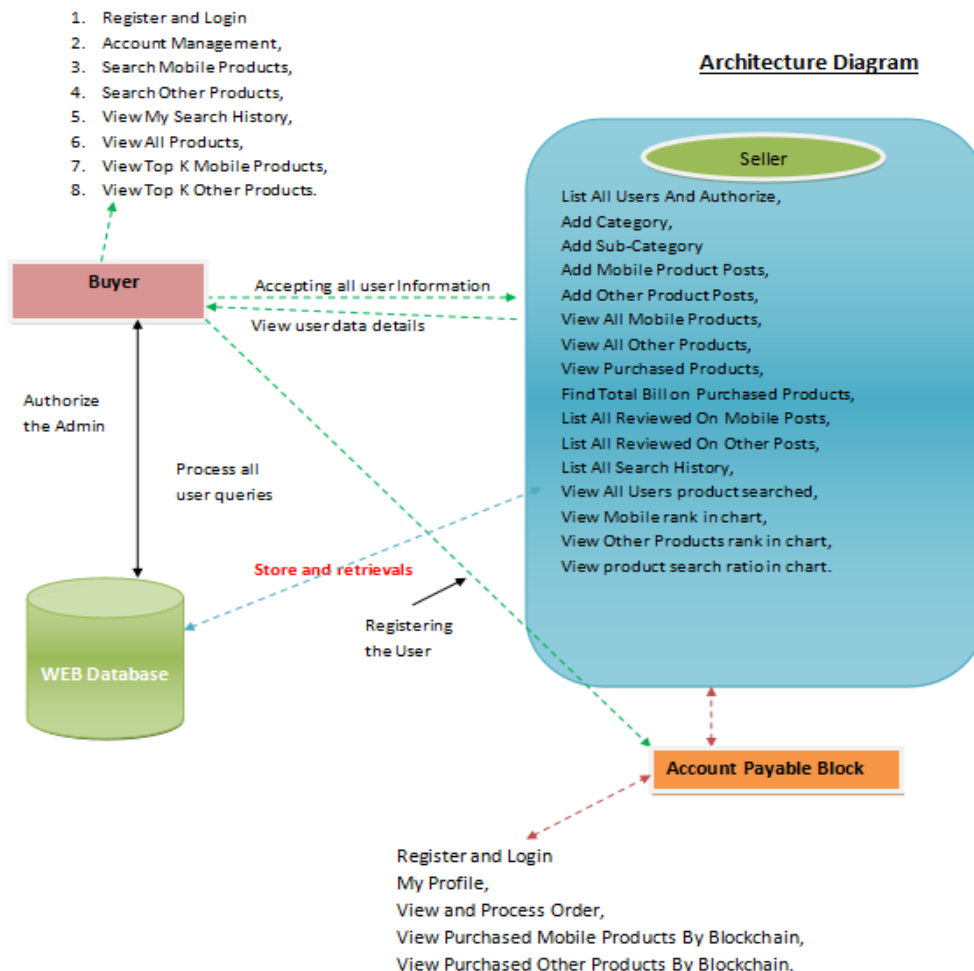 1. Register and Login
2. Account Management,
3. Search Mobile Products,
4. Search Other Products,
5. View My Search History,
6. View All Products,
7. View Top K Mobile Products,
8. View Top K Other Products.
Architecture Diagram
Seller
List All Users And Authorize,
Add Category,
Add Sub-Category
Add Mobile Product Posts,
Add Other Product Posts,
View All Mobile Products,
View All Other Products,
View Purchased Products,
Find Total Bill on Purchased Products,
List All Reviewed On Mobile Posts,
List All Reviewed On Other Posts,
List All Search History,
View All Users product searched,
View Mobile rank in chart,
View Other Products rank in chart,
View product search ratio in chart.
Buyer
Accepting all user Information
View user data details
Authorize
the Admin
Process all
user queries
Store and retrievals
Registering
the User
WEB Database
Account Payable Block
Register and Login
My Profile,
View and Process Order,
View Purchased Mobile Products By Blockchain,
View Purchased Other Products By Blockchain.